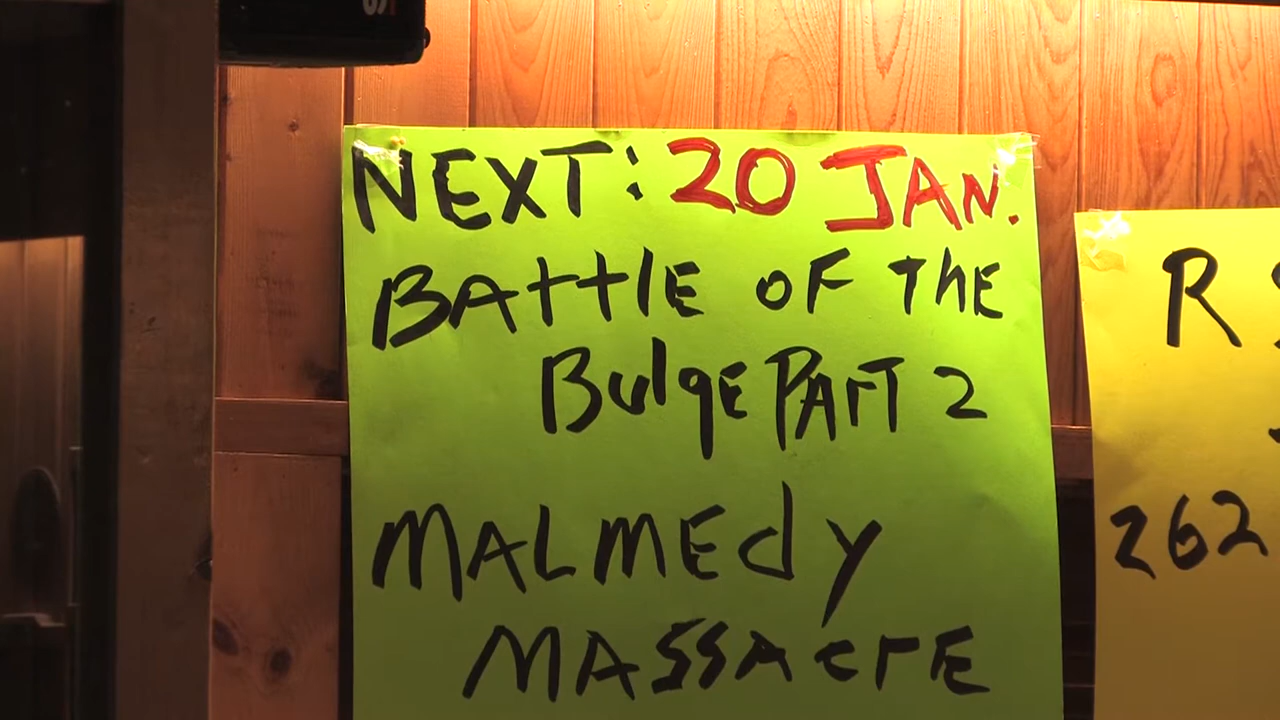 NEXT: 20 JAN.
BAttlE OF ThE
BulgE PArT 2
MALMEdy
MASSAcrE
R
262